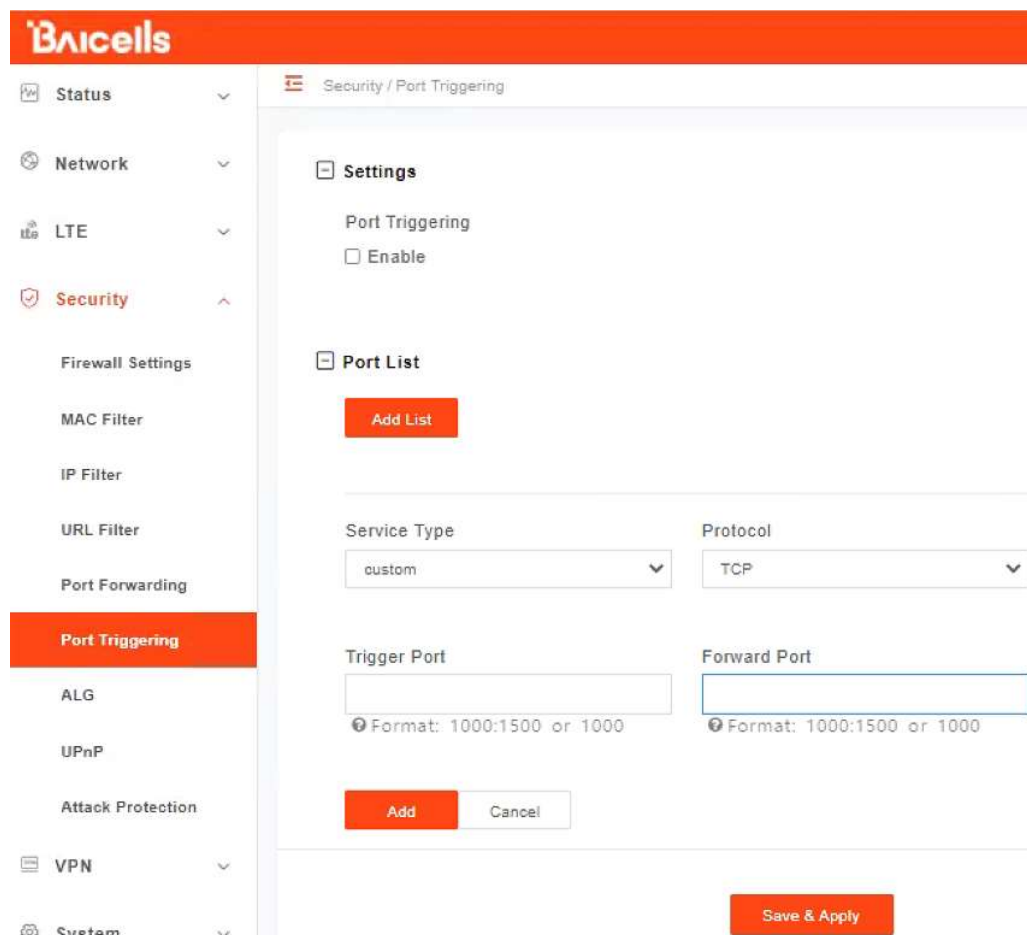 Baicells
Status
Security / Port Triggering
Network
LTE
Security
Firewall Settings
MAC Filter
IP Filter
URL Filter
Port Forwarding
Port Triggering
ALG
UPnP
Attack Protection
VPN
System
Settings
Port Triggering
Enable
Port List
Add List
Service Type Protocol
custom TCP
Trigger Port Forward Port
Format: 1000:1500 or 1000 Format: 1000:1500 or 1000
Add Cancel
Save & Apply